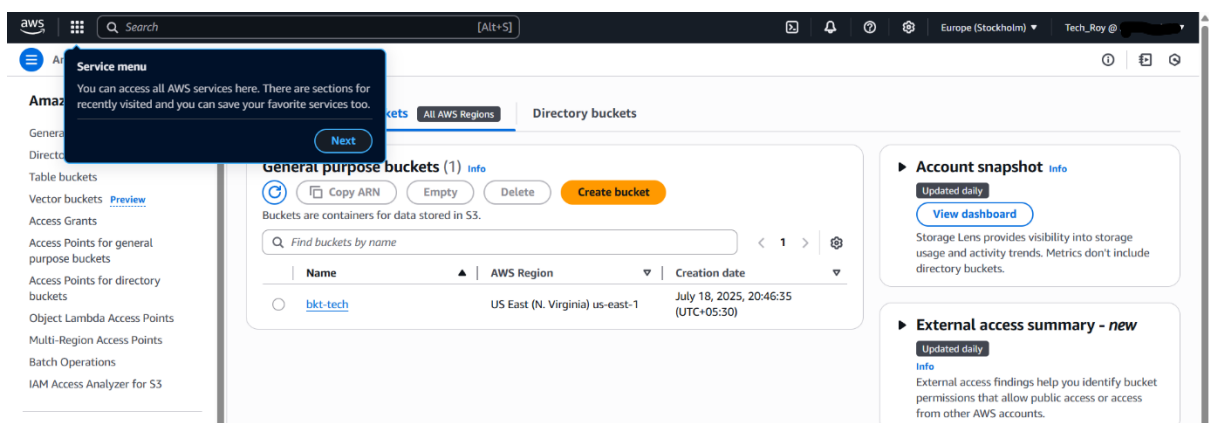 aws
Search
[Alt+S]
Europe (Stockholm)
Tech_Roy @
Service menu
You can access all AWS services here. There are sections for
recently visited and you can save your favorite services too.
Next
General purpose buckets (1) Info
Copy ARN
Empty
Delete
Create bucket
Buckets are containers for data stored in S3.
Find buckets by name
1
Name
AWS Region
Creation date
bkt-tech
US East (N. Virginia) us-east-1
July 18, 2025, 20:46:35
(UTC+05:30)
All AWS Regions
Directory buckets
Table buckets
Vector buckets Preview
Access Grants
Access Points for general
purpose buckets
Access Points for directory
buckets
Object Lambda Access Points
Multi-Region Access Points
Batch Operations
IAM Access Analyzer for S3
Account snapshot Info
Updated daily
View dashboard
Storage Lens provides visibility into storage
usage and activity trends. Metrics don't include
directory buckets.
External access summary - new
Updated daily
Info
External access findings help you identify bucket
permissions that allow public access or access
from other AWS accounts.